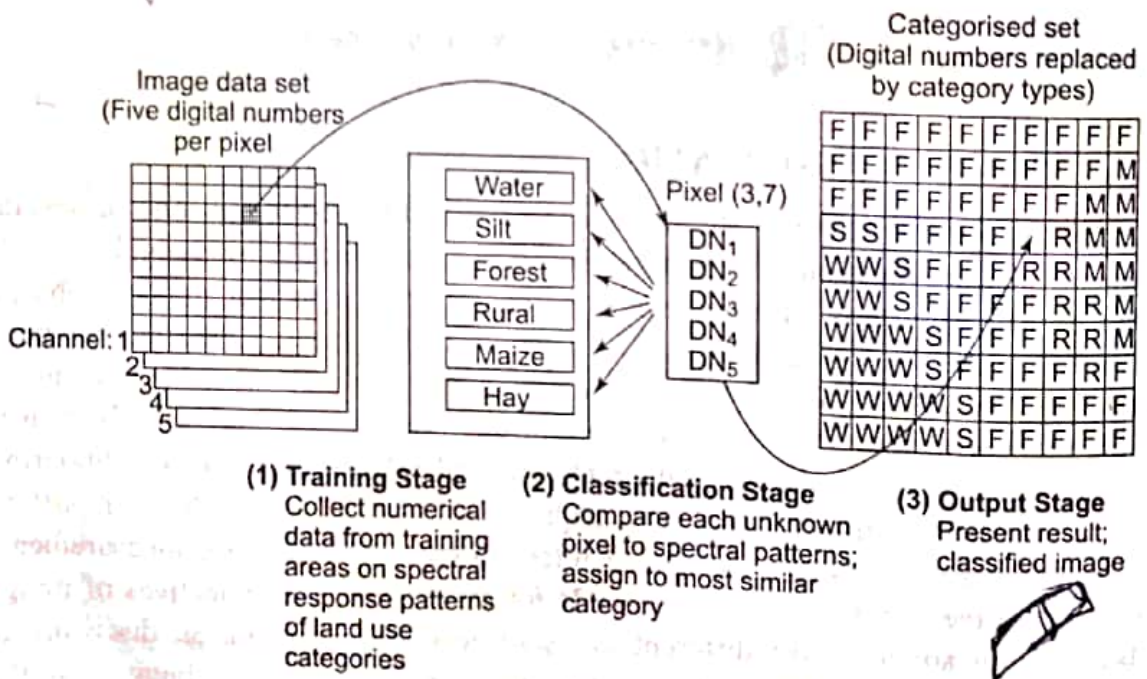 Image data set
(Five digital numbers
per pixel
Channel: 1
2
3
4
5
Water
Silt
Forest
Rural
Maize
Hay
Pixel (3,7)
DN1
DN2
DN3
DN4
DN5
Categorised set
(Digital numbers replaced
by category types)
F F F F F F F F F F
F F F F F F F F F M
F F F F F F F F M M
S S F F F F R M M
W W S F F F R R M M
W W S F F F F R R M
W W W S F F F R R M
W W W S F F F F R F
W W W W S F F F F F
W W W W S F F F F F
(1) Training Stage
Collect numerical
data from training
areas on spectral
response patterns
of land use
categories
(2) Classification Stage
Compare each unknown
pixel to spectral patterns;
assign to most similar
category
(3) Output Stage
Present result;
classified image